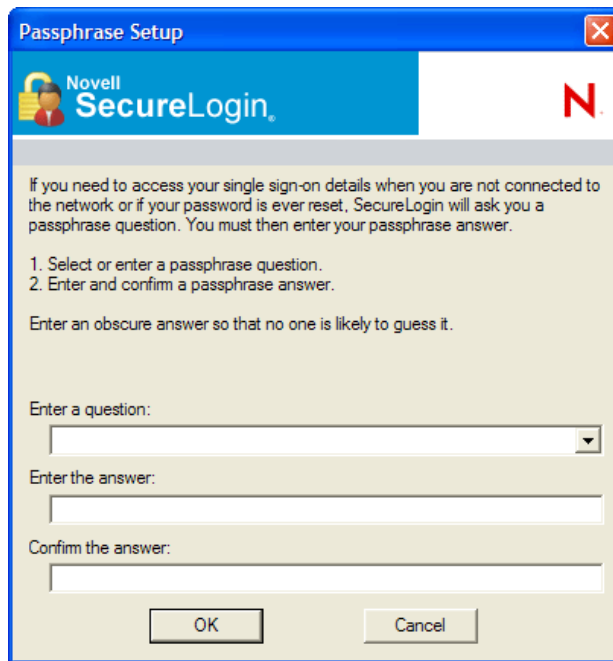 Passphrase Setup
Novell
SecureLogin®
N.
If you need to access your single sign-on details when you are not connected to
the network or if your password is ever reset, SecureLogin will ask you a
passphrase question. You must then enter your passphrase answer.
1. Select or enter a passphrase question.
2. Enter and confirm a passphrase answer.
Enter an obscure answer so that no one is likely to guess it.
Enter a question:
Enter the answer:
Confirm the answer:
OK
Cancel